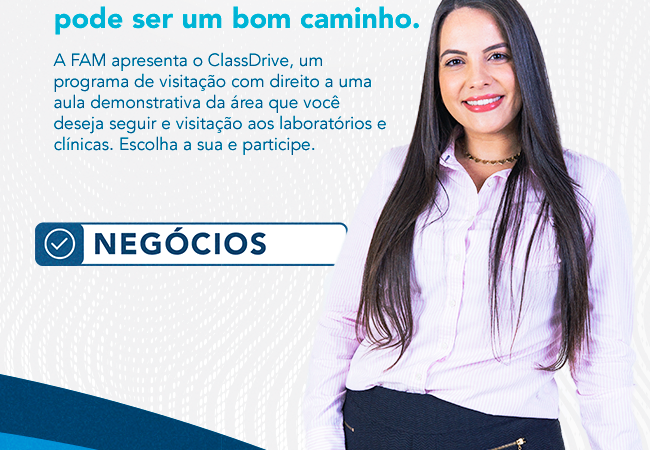 pode ser um bom caminho.
A FAM apresenta o ClassDrive, um
programa de visitação com direito a uma
aula demonstrativa da área que você
deseja seguir e visitação aos laboratórios e
clínicas. Escolha a sua e participe.
NEGÓCIOS